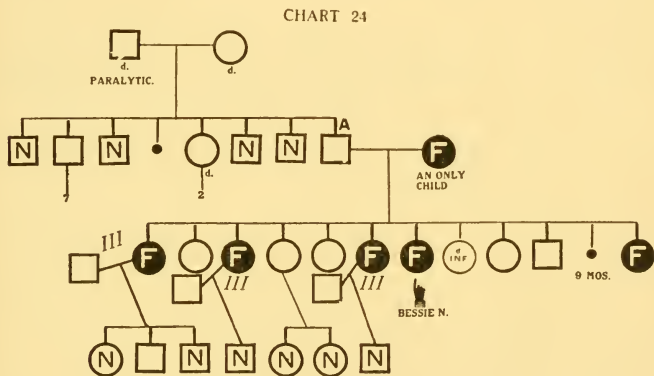 CHART 24
d.
PARALYTIC.
d.
N
N
d.
N
N
A
F
7
2
AN ONLY
CHILD
III
F
F
III
F
III
F
d
INF
F
9 MOS.
BESSIE N.
N
N
N
N
N
N